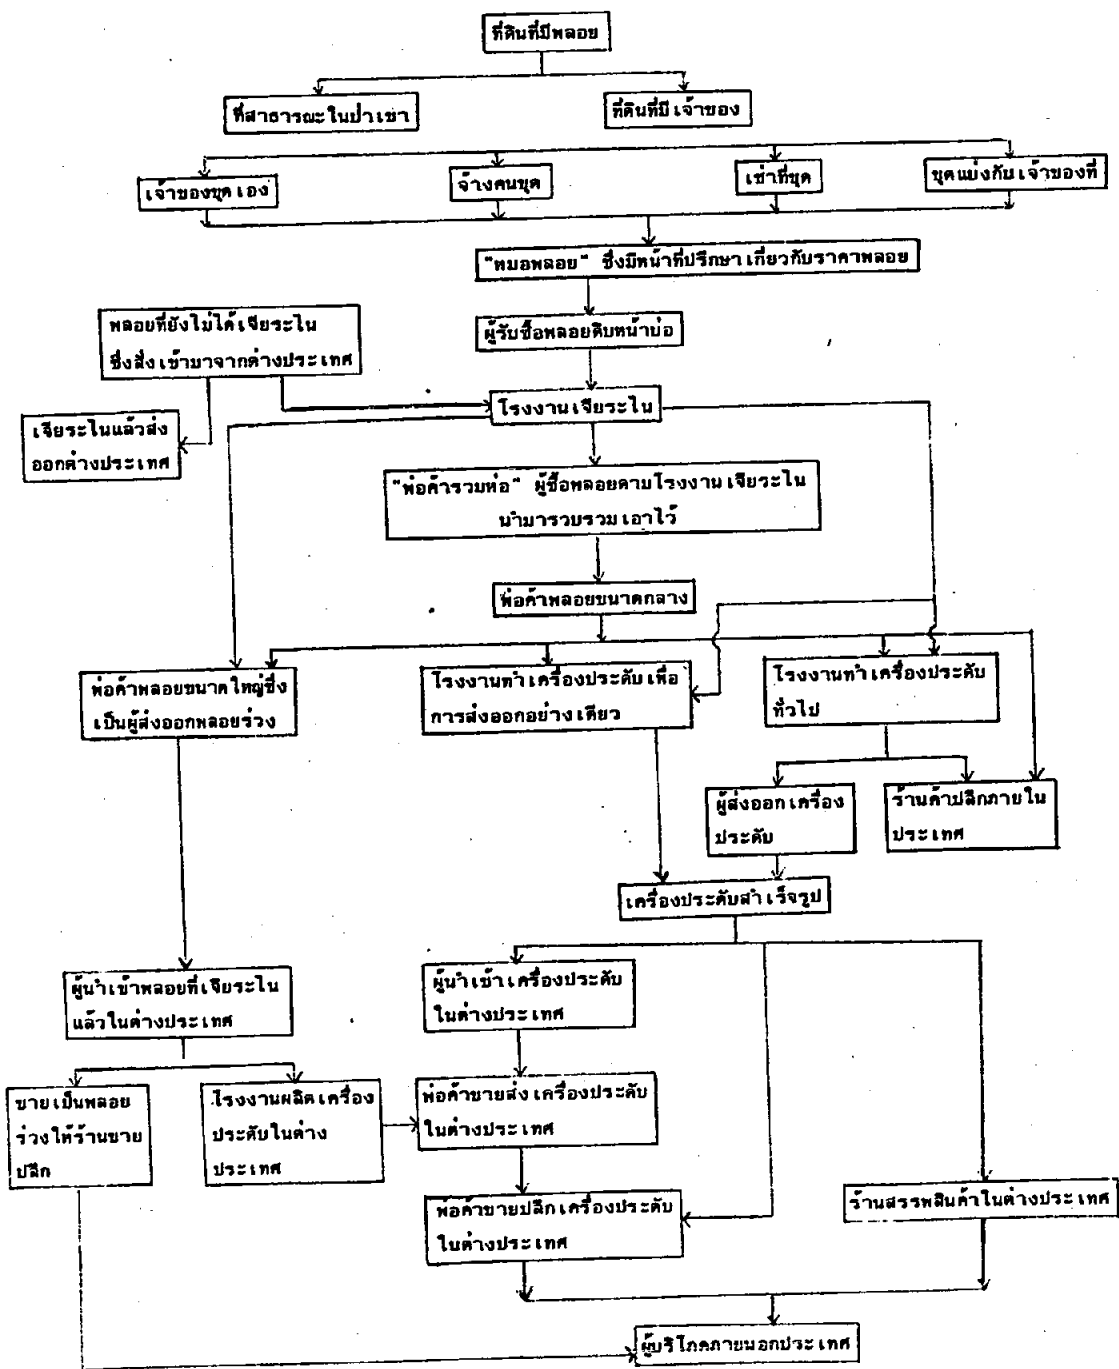 ที่ดินที่มีพลอย
ที่สาธารณะในป่าเขา
ที่ดินที่มีเจ้าของ
เจ้าของขุดเอง
จ้างคนขุด
เช่าที่ขุด
ขุดแบ่งกับเจ้าของที่
"หมอพลอย" ซึ่งมีหน้าที่ปรึกษาเกี่ยวกับราคาพลอย
พลอยที่ยังไม่ได้เจียระไน
ซึ่งสั่งเข้ามาจากต่างประเทศ
ผู้รับซื้อพลอยดิบหน้าบ่อ
โรงงานเจียระไน
เจียระไนแล้วส่ง
ออกต่างประเทศ
"พ่อค้ารวมห่อ" ผู้ซื้อพลอยตามโรงงานเจียระไน
นำมารวบรวมเอาไว้
พ่อค้าพลอยขนาดกลาง
พ่อค้าพลอยขนาดใหญ่ซึ่ง
เป็นผู้ส่งออกพลอยร่วง
โรงงานทำเครื่องประดับเพื่อ
การส่งออกอย่างเดียว
โรงงานทำเครื่องประดับ
ทั่วไป
ผู้ส่งออกเครื่อง
ประดับ
ร้านค้าปลีกภายใน
ประเทศ
เครื่องประดับสำเร็จรูป
ผู้นำเข้าพลอยที่เจียระไน
แล้วในต่างประเทศ
ผู้นำเข้าเครื่องประดับ
ในต่างประเทศ
ขายเป็นพลอย
ร่วงให้ร้านขาย
ปลีก
โรงงานผลิตเครื่อง
ประดับในต่าง
ประเทศ
พ่อค้าขายส่งเครื่องประดับ
ในต่างประเทศ
พ่อค้าขายปลีกเครื่องประดับ
ในต่างประเทศ
ร้านสรรพสินค้าในต่างประเทศ
ผู้บริโภคภายนอกประเทศ